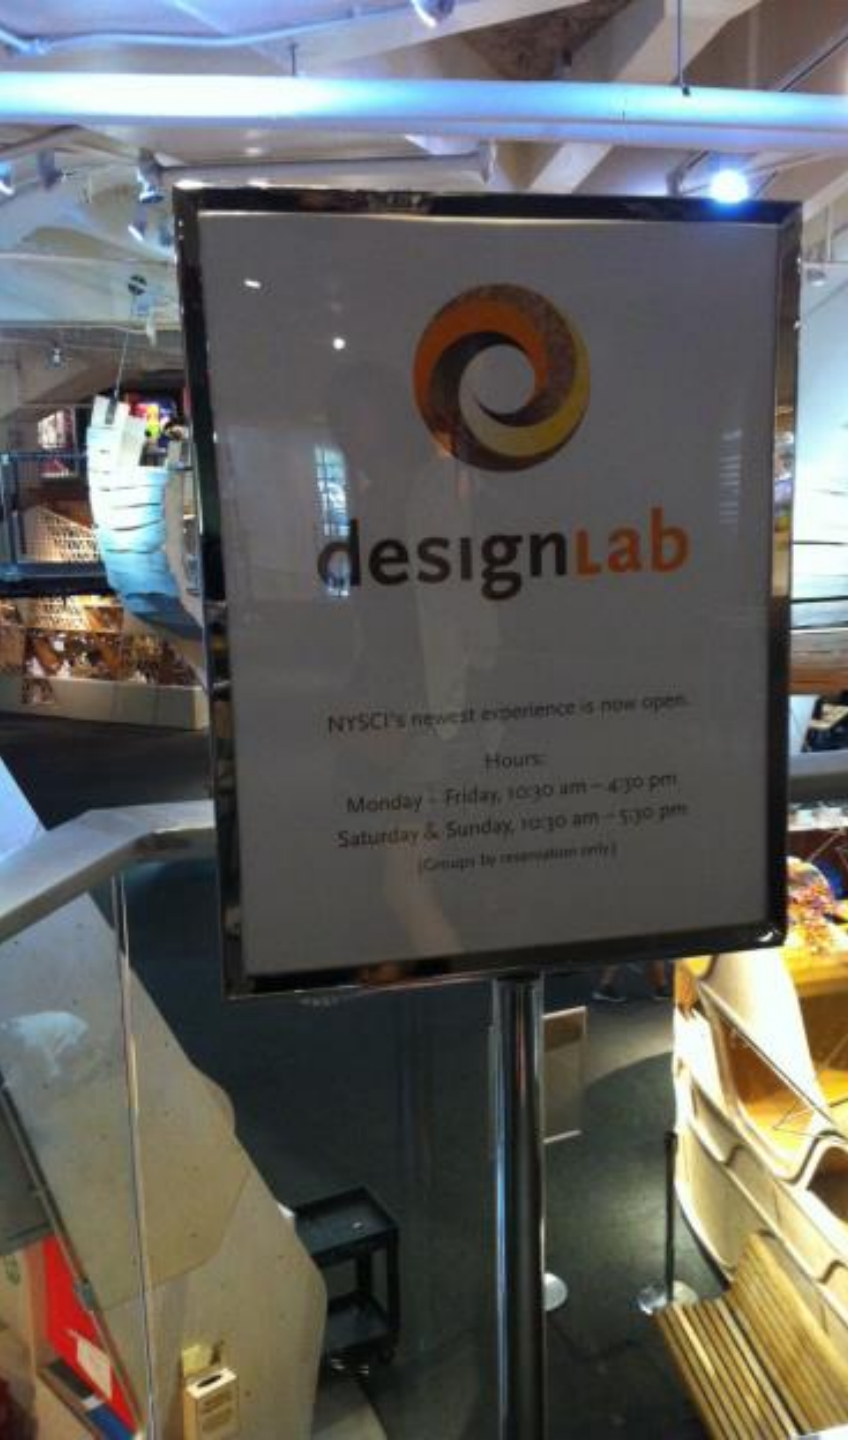 designLab
NYSCI's newest experience is now open.
Hours:
Monday – Friday, 10:30 am – 4:30 pm
Saturday & Sunday, 10:30 am – 5:30 pm
(Groups by reservation only)